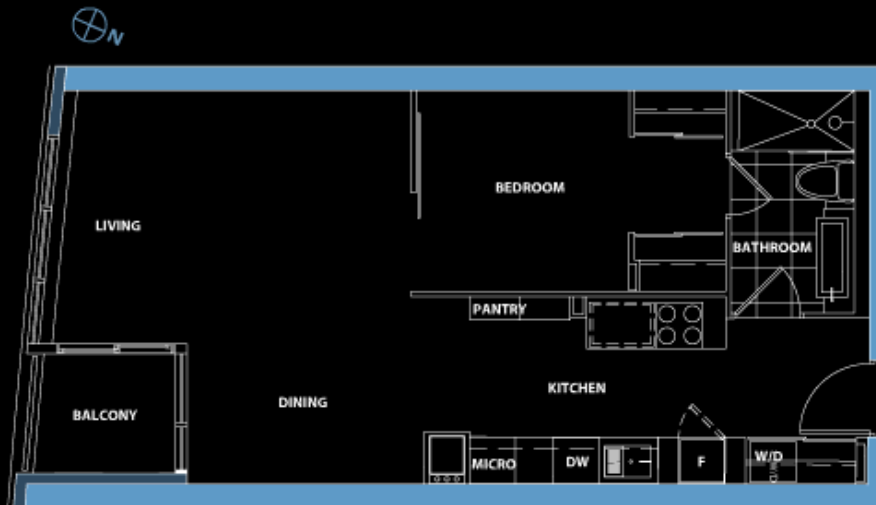 N
BEDROOM
LIVING
BATHROOM
PANTRY
KITCHEN
DINING
BALCONY
MICRO
DW
F
W/D
W/D